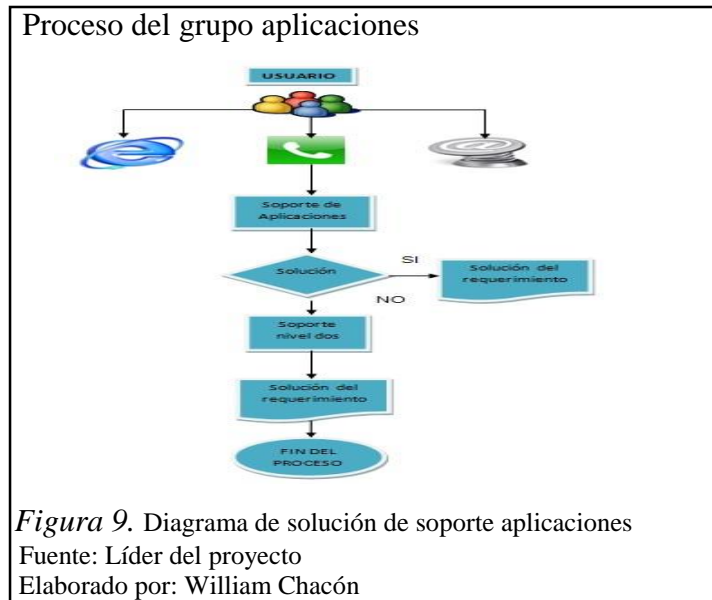 Proceso del grupo aplicaciones
USUARIO
@
Soporte de
Aplicaciones
Solución
SI
Solución del
requerimiento
NO
Soporte
nivel dos
Solución del
requerimiento
FIN DEL
PROCESO
Figura 9. Diagrama de solución de soporte aplicaciones
Fuente: Líder del proyecto
Elaborado por: William Chacón